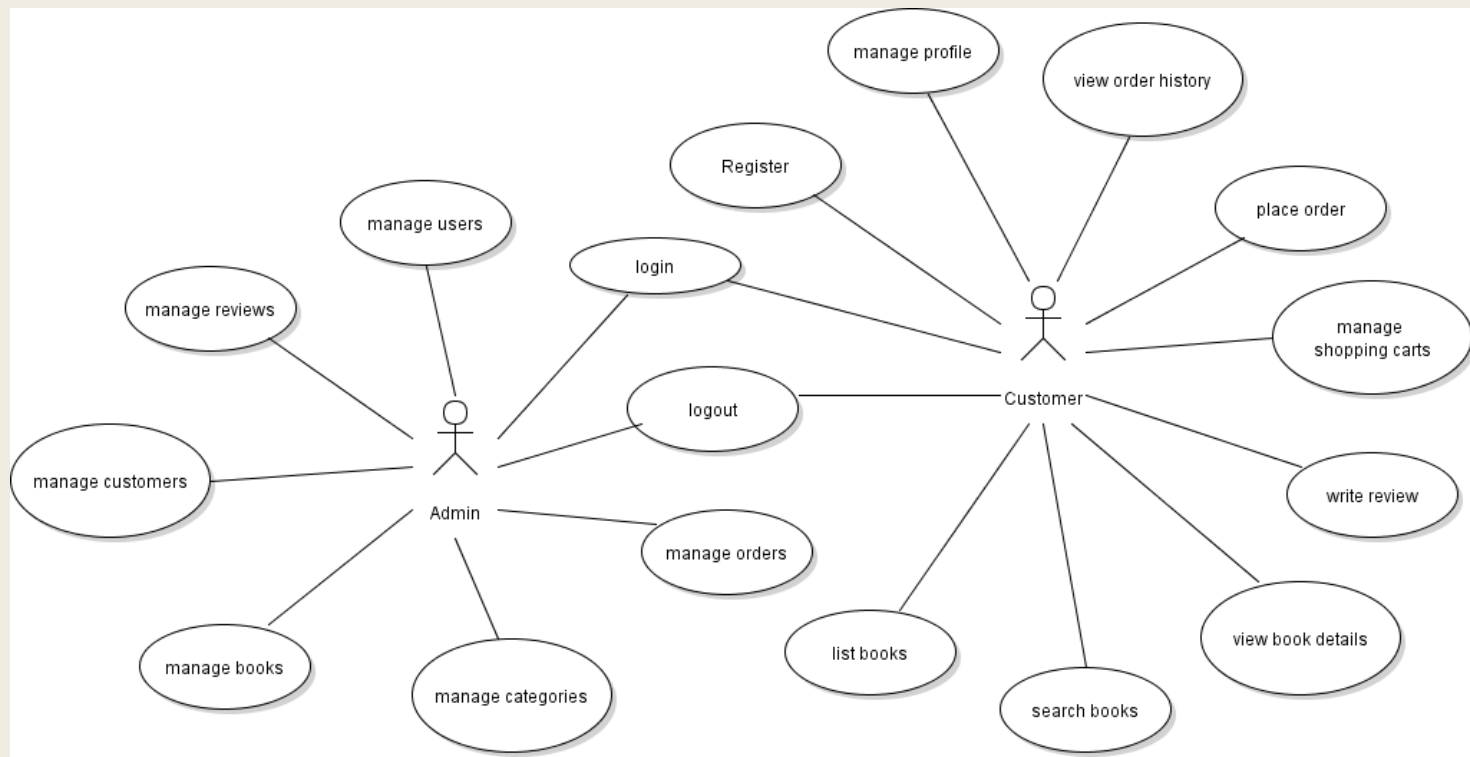 manage profile
view order history
Register
place order
manage users
login
manage reviews
manage
shopping carts
logout
Customer
manage customers
write review
Admin
manage orders
view book details
list books
manage books
manage categories
search books